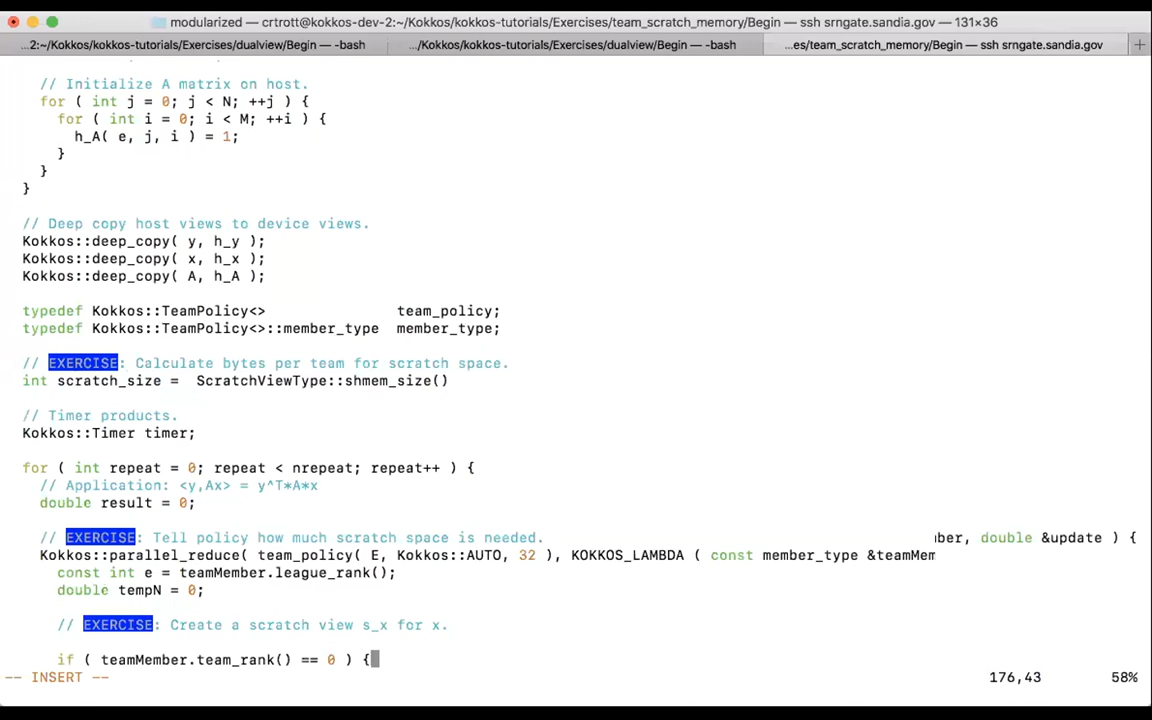 modularized — crtrott@kokkos-dev-2:~/Kokkos/kokkos-tutorials/Exercises/team_scratch_memory/Begin — ssh srngate.sandia.gov — 131×36
...2:~/Kokkos/kokkos-tutorials/Exercises/dualview/Begin — -bash
.../Kokkos/kokkos-tutorials/Exercises/dualview/Begin — -bash
...es/team_scratch_memory/Begin — ssh srngate.sandia.gov
+
// Initialize A matrix on host.
for ( int j = 0; j < N; ++j ) {
for ( int i = 0; i < M; ++i ) {
h_A( e, j, i ) = 1;
}
}
}
// Deep copy host views to device views.
Kokkos::deep_copy( y, h_y );
Kokkos::deep_copy( x, h_x );
Kokkos::deep_copy( A, h_A );
typedef Kokkos::TeamPolicy<> team_policy;
typedef Kokkos::TeamPolicy<>::member_type member_type;
// EXERCISE: Calculate bytes per team for scratch space.
int scratch_size = ScratchViewType::shmem_size()
// Timer products.
Kokkos::Timer timer;
for ( int repeat = 0; repeat < nrepeat; repeat++ ) {
// Application: <y,Ax> = y^T*A*x
double result = 0;
// EXERCISE: Tell policy how much scratch space is needed.
ber, double &update ) {
Kokkos::parallel_reduce( team_policy( E, Kokkos::AUTO, 32 ), KOKKOS_LAMBDA ( const member_type &teamMem
const int e = teamMember.league_rank();
double tempN = 0;
// EXERCISE: Create a scratch view s_x for x.
if ( teamMember.team_rank() == 0 ) {
-- INSERT -- 176,43 58%